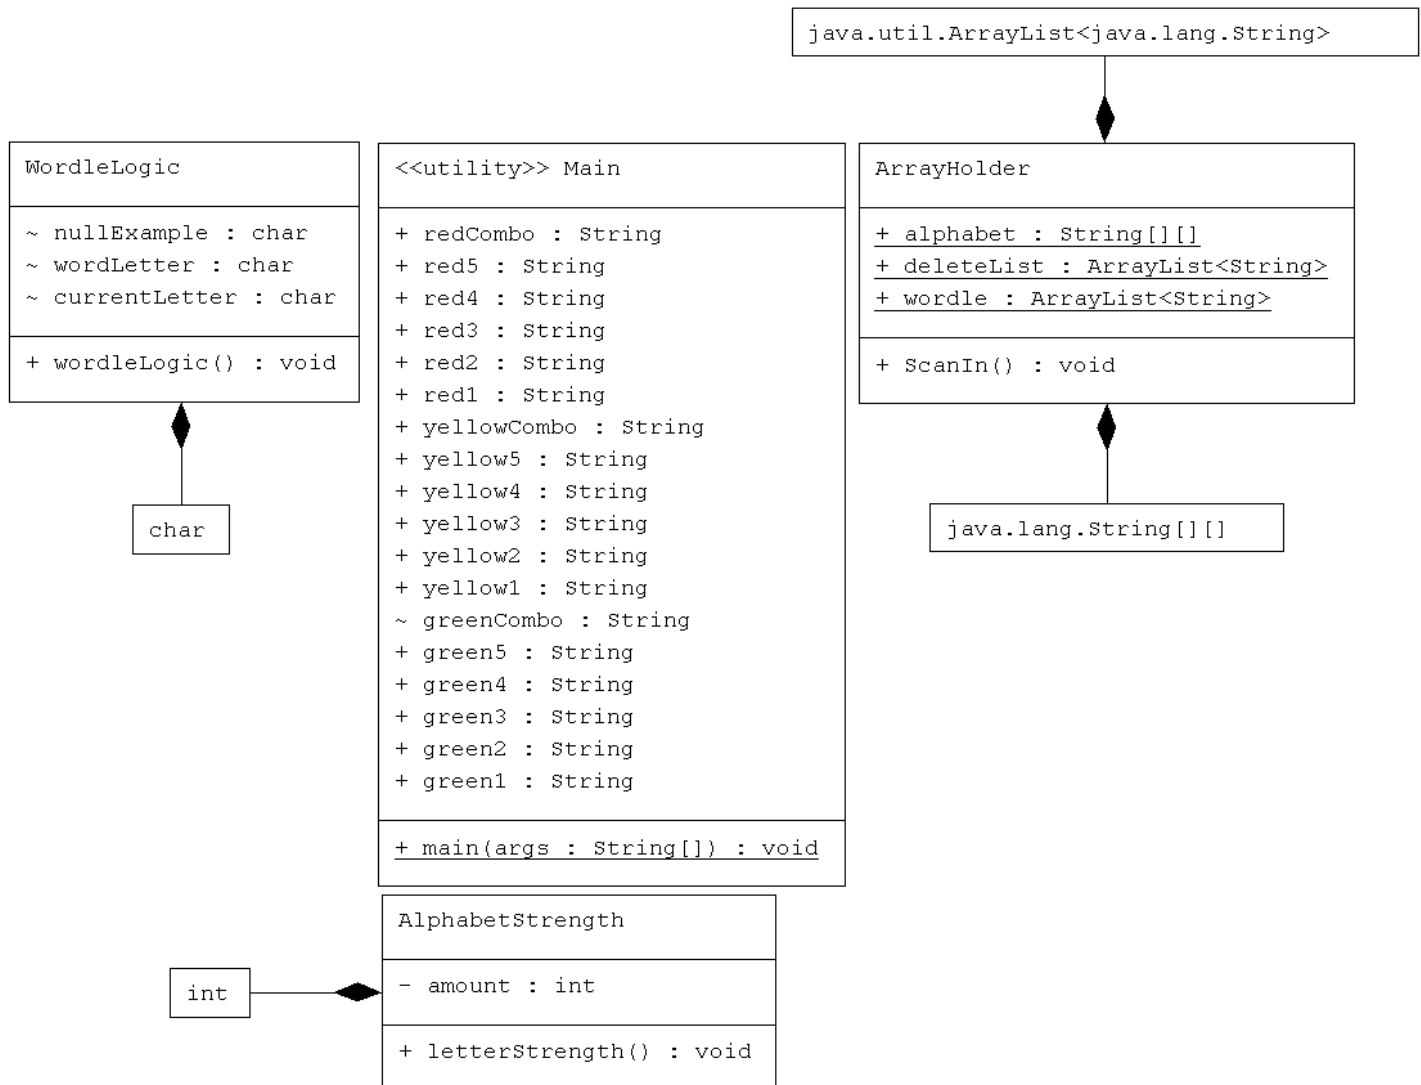 java.util.ArrayList<java.lang.String>
WordleLogic
~ nullExample : char
~ wordLetter : char
~ currentLetter : char
+ wordleLogic() : void
char
<<utility>> Main
+ redCombo : String
+ red5 : String
+ red4 : String
+ red3 : String
+ red2 : String
+ red1 : String
+ yellowCombo : String
+ yellow5 : String
+ yellow4 : String
+ yellow3 : String
+ yellow2 : String
+ yellow1 : String
~ greenCombo : String
+ green5 : String
+ green4 : String
+ green3 : String
+ green2 : String
+ green1 : String
+ main(args : String[]) : void
ArrayHolder
+ alphabet : String[][]
+ deleteList : ArrayList<String>
+ wordle : ArrayList<String>
+ ScanIn() : void
java.lang.String[][]
AlphabetStrength
- amount : int
+ letterStrength() : void
int